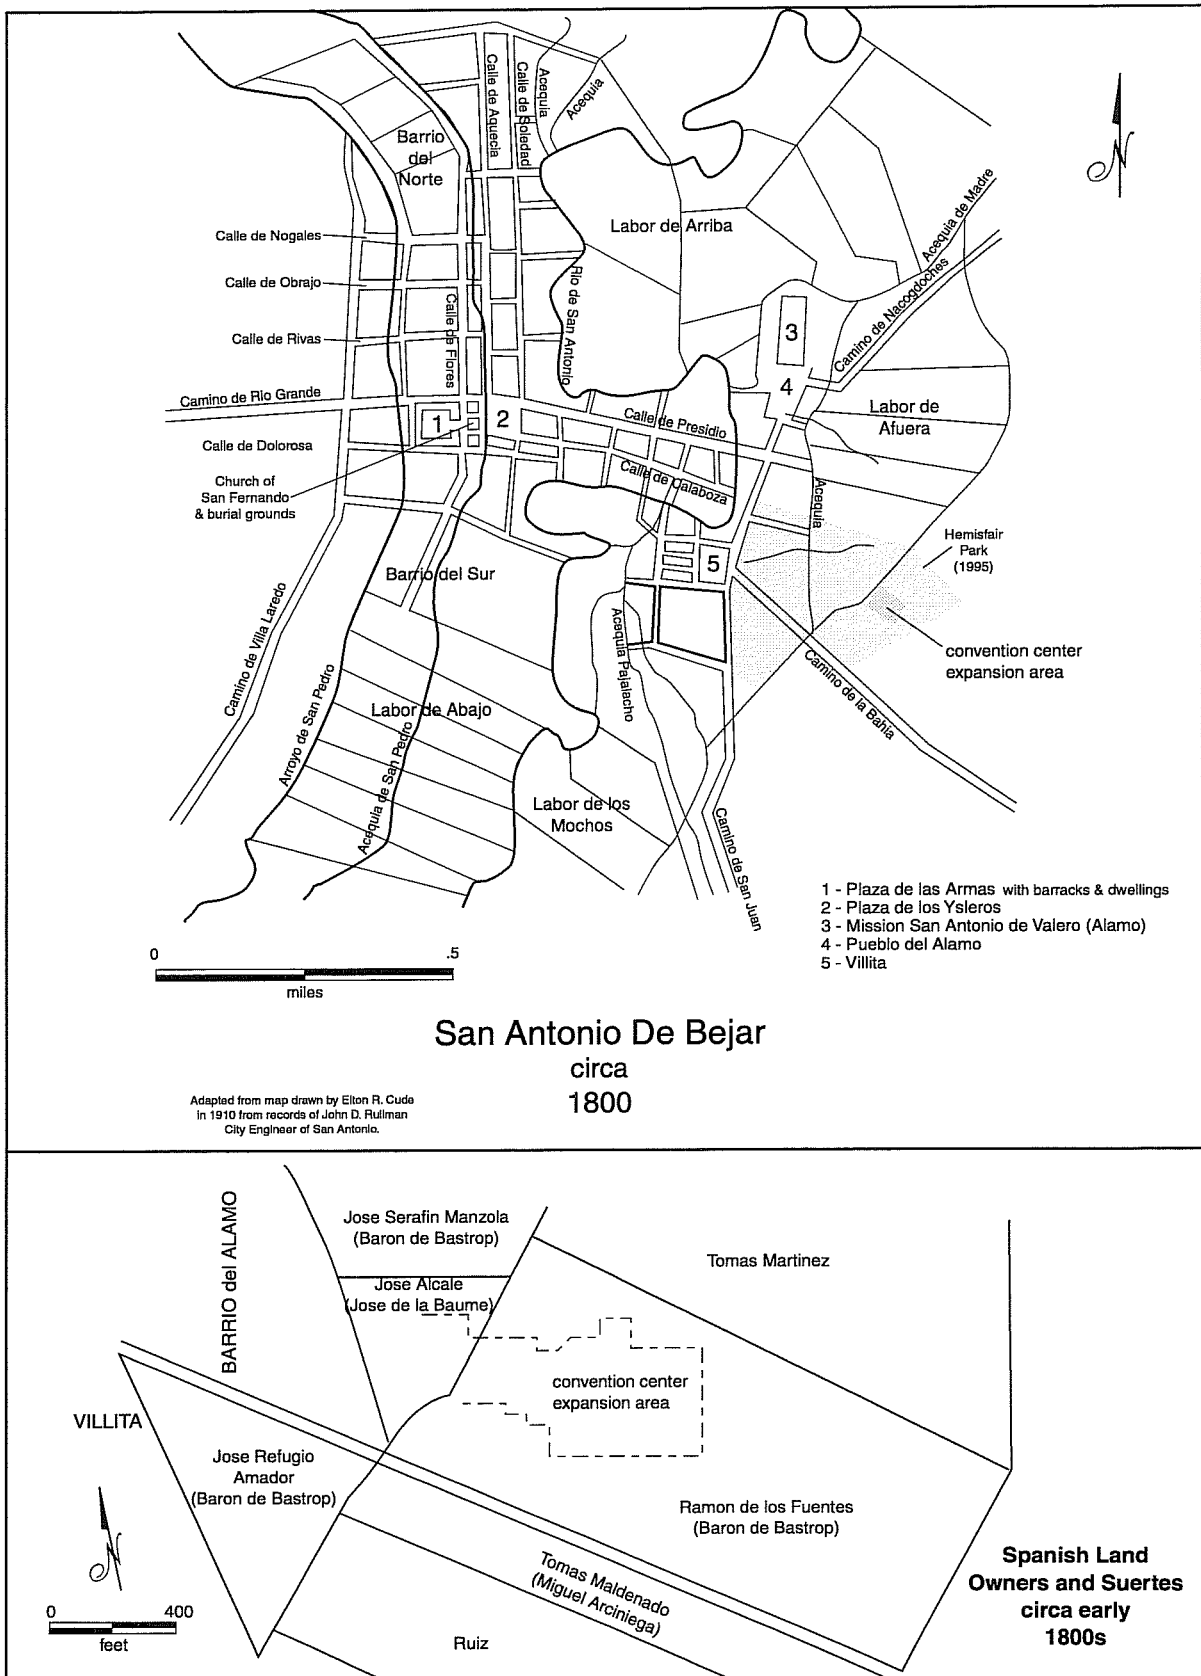 Calle de Aquecia
Calle de Soledad
Acequia
Acequia
Barrio
del
Norte
N
Labor de Arriba
Acequia de Madre
Calle de Nogales
Camino de Nacogdoches
Calle de Obrajo
Rio de San Antonio
Calle de Flores
3
Calle de Rivas
4
Camino de Rio Grande
Labor de
Afuera
1
2
Calle de Presidio
Calle de Dolorosa
Calle de Calaboza
Church of
San Fernando
& burial grounds
Acequia
Hemisfair
Park
(1995)
5
Barrio del Sur
Camino de Villa Laredo
Acequia Pajalacho
convention center
expansion area
Camino de la Bahia
Arroyo de San Pedro
Labor de Abajo
Acequia de San Pedro
Labor de los
Mochos
Camino de San Juan
1 - Plaza de las Armas with barracks & dwellings
2 - Plaza de los Ysleros
3 - Mission San Antonio de Valero (Alamo)
4 - Pueblo del Alamo
5 - Villita
0 .5
miles
San Antonio De Bejar
circa
1800
Adapted from map drawn by Elton R. Cude
in 1910 from records of John D. Rullman
City Engineer of San Antonio.
BARRIO del ALAMO
Jose Serafin Manzola
(Baron de Bastrop)
Tomas Martinez
Jose Alcale
(Jose de la Baume)
convention center
expansion area
VILLITA
Jose Refugio
Amador
(Baron de Bastrop)
N
Ramon de los Fuentes
(Baron de Bastrop)
Tomas Maldenado
(Miguel Arciniega)
Spanish Land
Owners and Suertes
circa early
1800s
0 400
feet
Ruiz